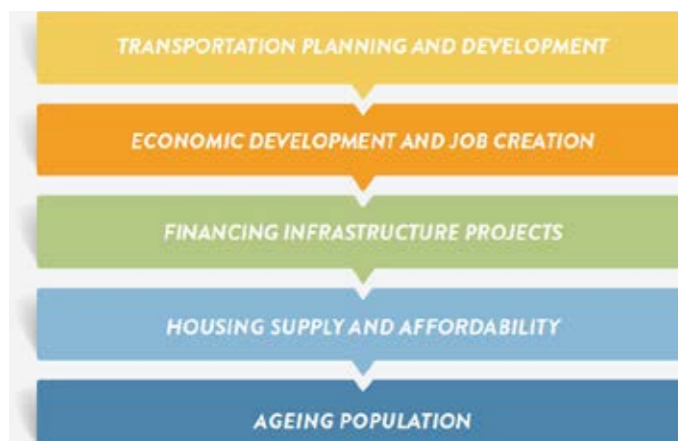 TRANSPORTATION PLANNING AND DEVELOPMENT
ECONOMIC DEVELOPMENT AND JOB CREATION
FINANCING INFRASTRUCTURE PROJECTS
HOUSING SUPPLY AND AFFORDABILITY
AGEING POPULATION